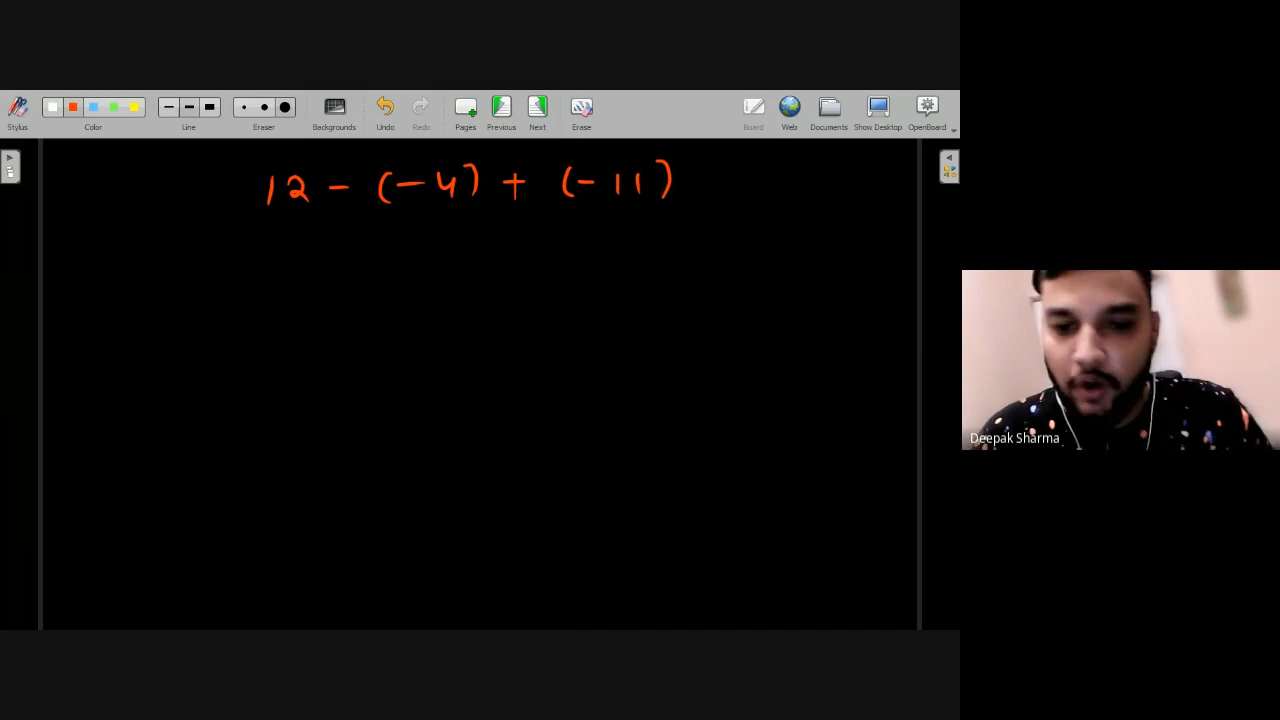 Stylus Color Line Eraser Backgrounds Undo Redo Pages Previous Next Erase Board Web Documents Show Desktop OpenBoard
12 - (-4) + (-11)
Deepak Sharma